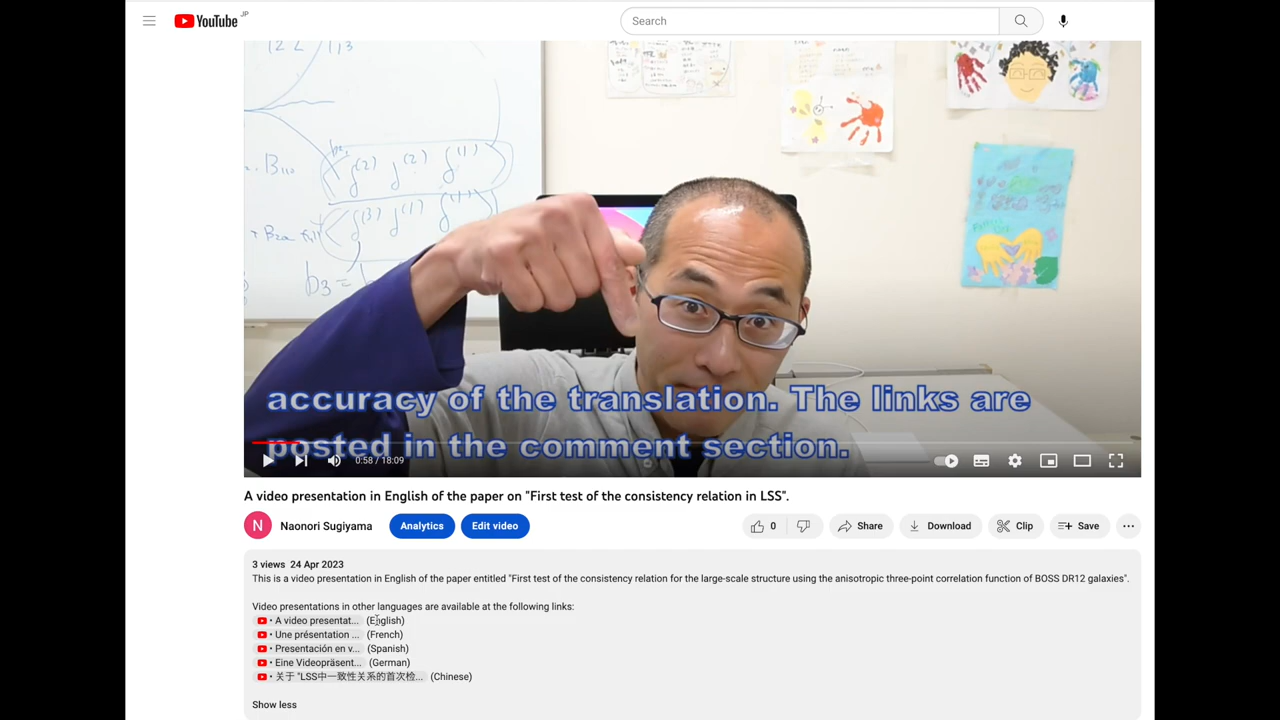 YouTube JP
Search
accuracy of the translation. The links are
posted in the comment section.
0:58 / 18:09
A video presentation in English of the paper on "First test of the consistency relation in LSS".
N
Naonori Sugiyama
Analytics
Edit video
0
Share
Download
Clip
Save
3 views 24 Apr 2023
This is a video presentation in English of the paper entitled "First test of the consistency relation for the large-scale structure using the anisotropic three-point correlation function of BOSS DR12 galaxies".
Video presentations in other languages are available at the following links:
• A video presentat... (English)
• Une présentation ... (French)
• Presentación en v... (Spanish)
• Eine Videopräsent... (German)
• 关于 "LSS中一致性关系的首次检... (Chinese)
Show less